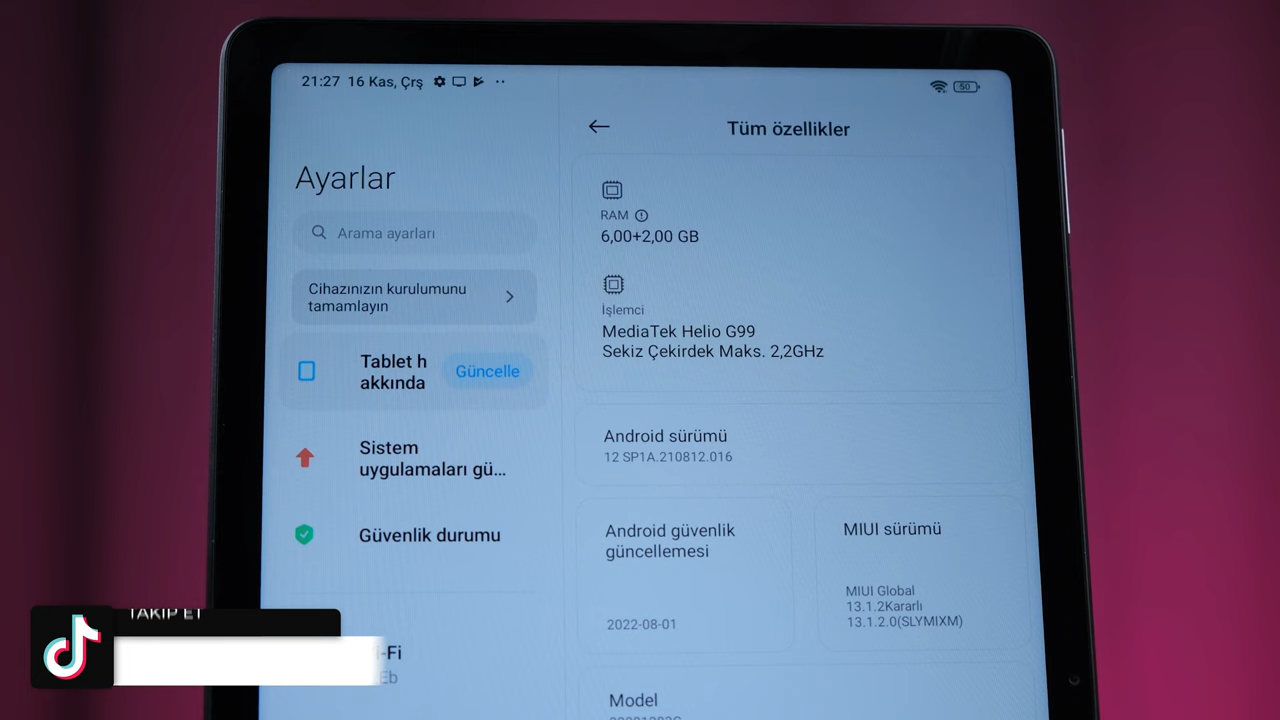 21:27 16 Kas, Çrş
50
Ayarlar
Arama ayarları
Cihazınızın kurulumunu
tamamlayın
Tablet h
akkında
Güncelle
Sistem
uygulamaları gü...
Güvenlik durumu
-Fi
Eb
Tüm özellikler
RAM
6,00+2,00 GB
İşlemci
MediaTek Helio G99
Sekiz Çekirdek Maks. 2,2GHz
Android sürümü
12 SP1A.210812.016
Android güvenlik
güncellemesi
2022-08-01
MIUI sürümü
MIUI Global
13.1.2Kararlı
13.1.2.0(SLYMIXM)
Model
TAKİP ET